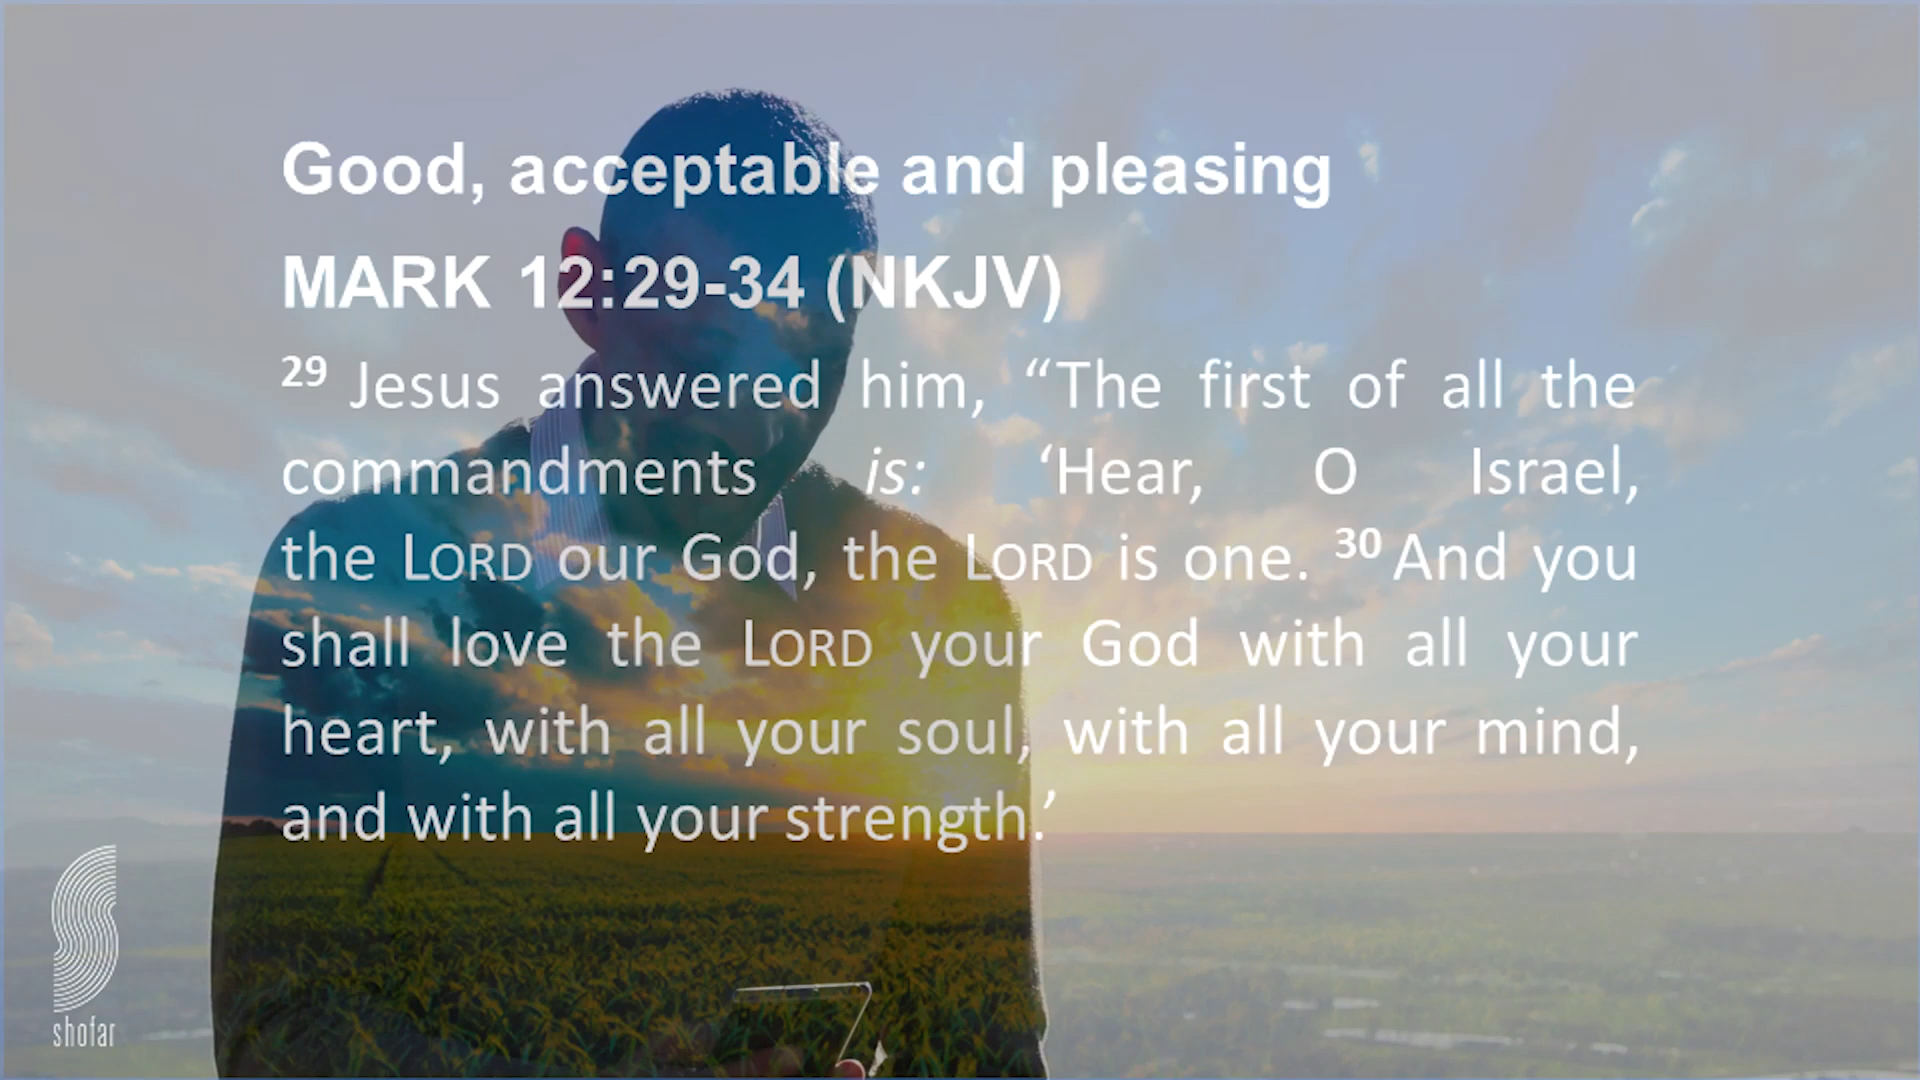 Good, acceptable and pleasing
MARK 12:29-34 (NKJV)
29 Jesus answered him, “The first of all the
commandments is: ‘Hear, O Israel,
the LORD our God, the LORD is one. 30 And you
shall love the LORD your God with all your
heart, with all your soul, with all your mind,
and with all your strength.’
shofar